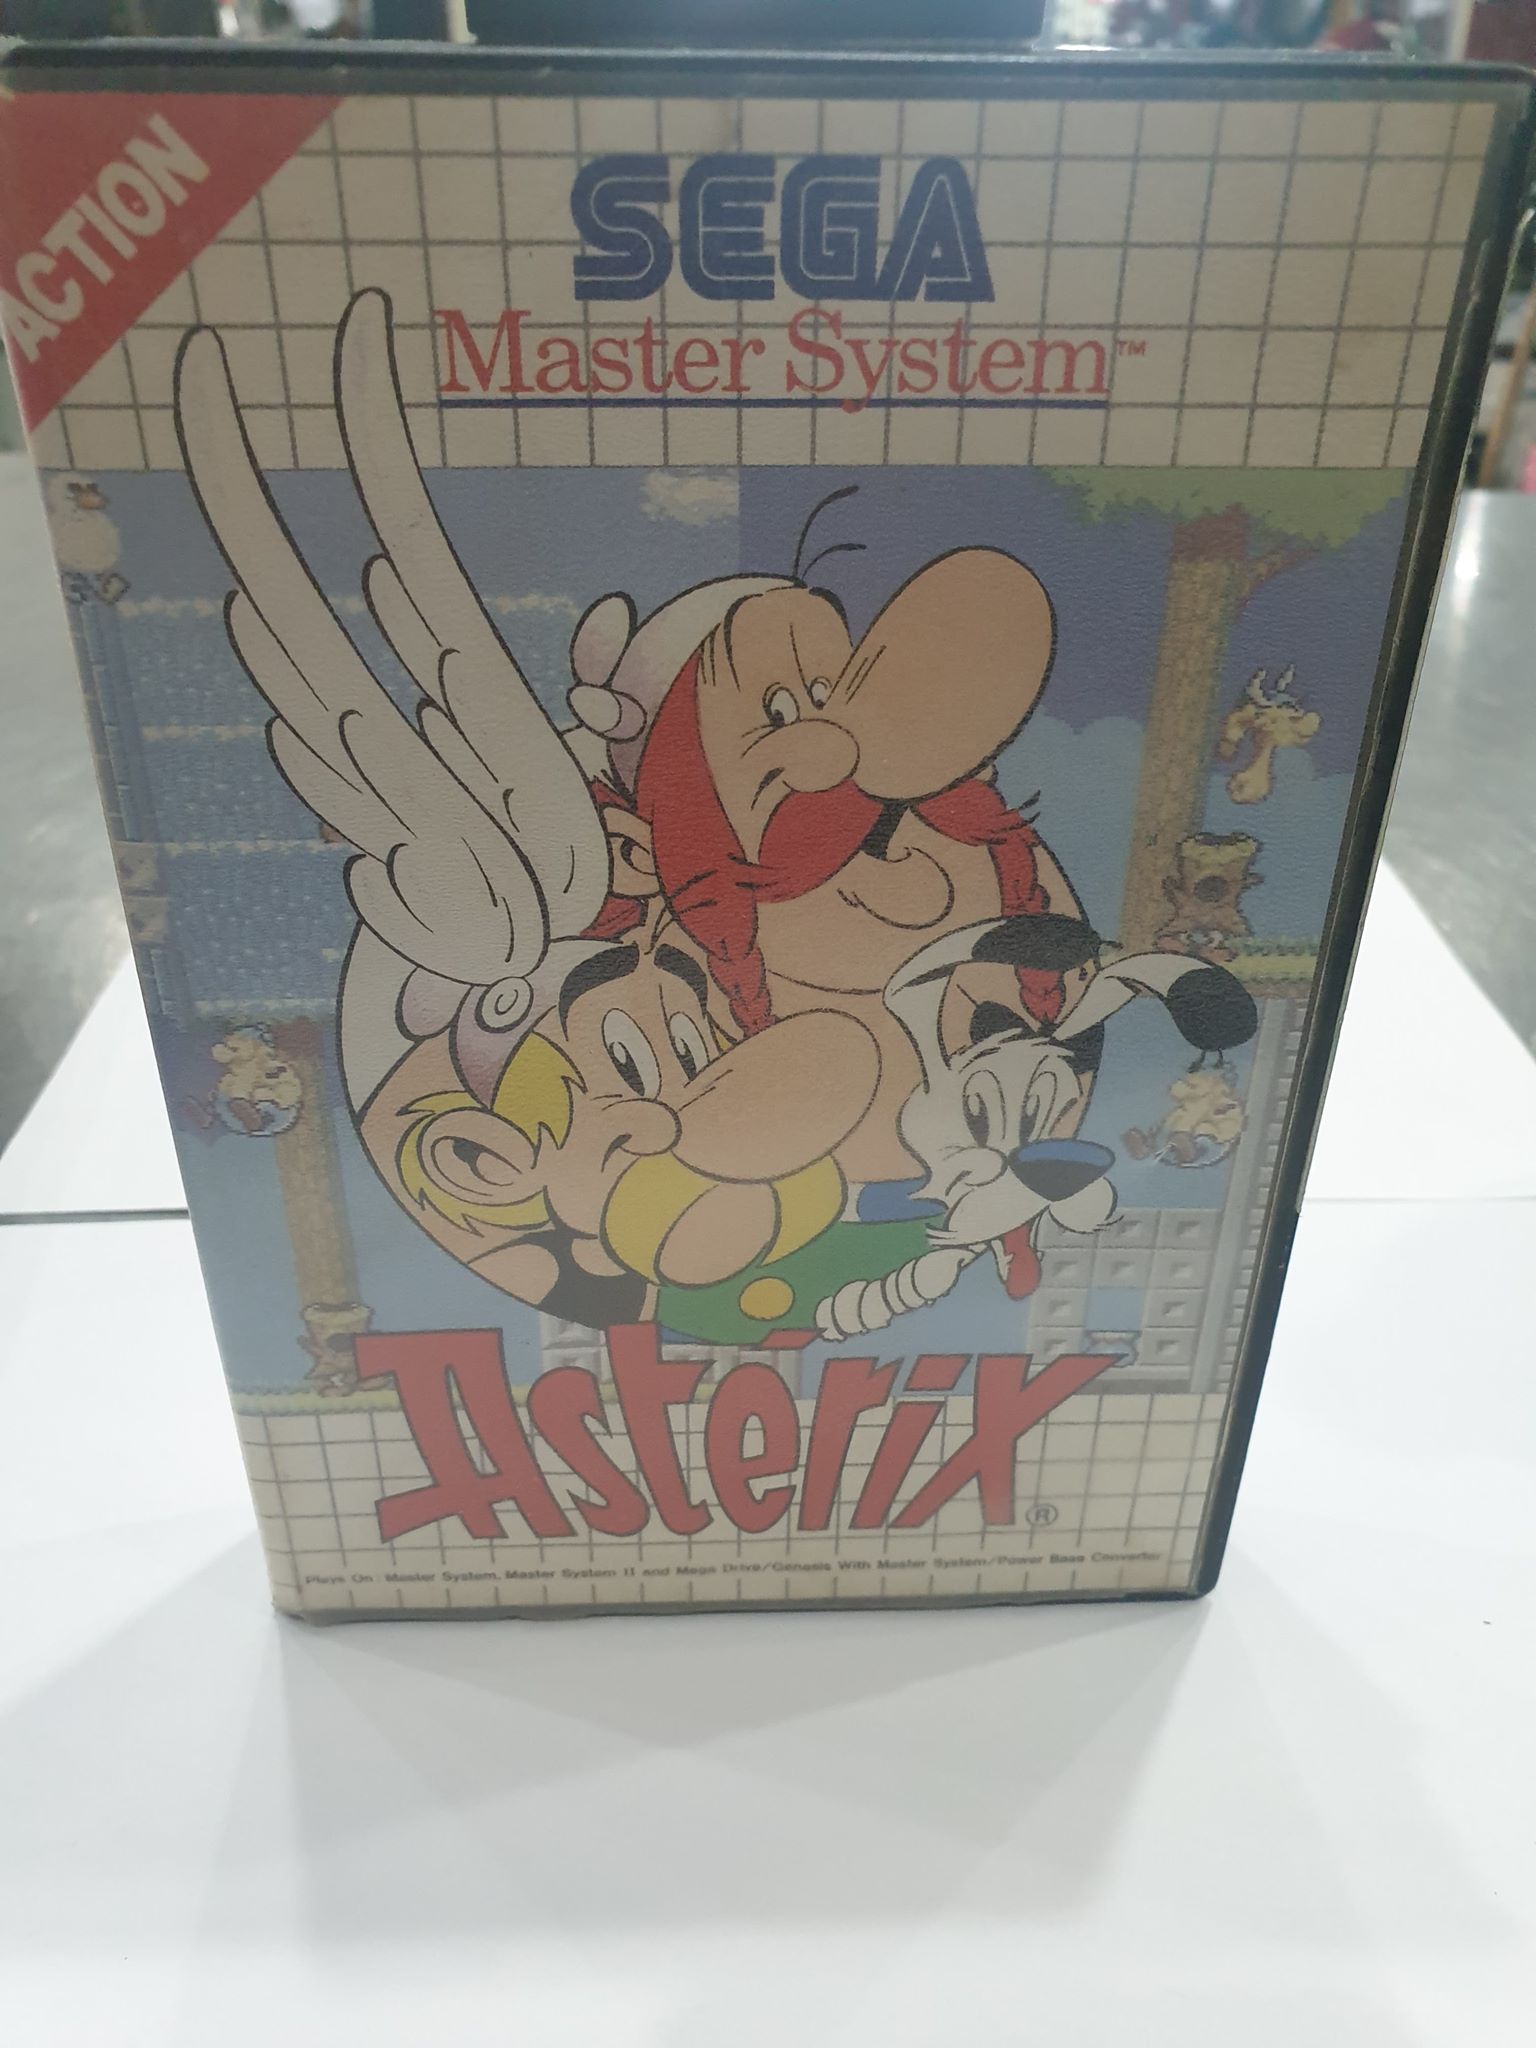 ACTION
SEGA
Master System™
Astérix®
Plays On: Master System, Master System II and Mega Drive/Genesis With Master System/Power Base Converter